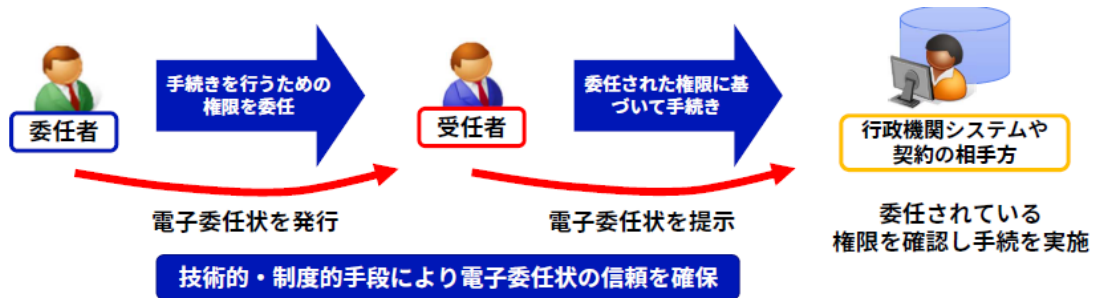 手続きを行うための
権限を委任
委任された権限に基
づいて手続き
委任者
受任者
行政機関システムや
契約の相手方
電子委任状を発行
電子委任状を提示
委任されている
権限を確認し手続を実施
技術的・制度的手段により電子委任状の信頼を確保